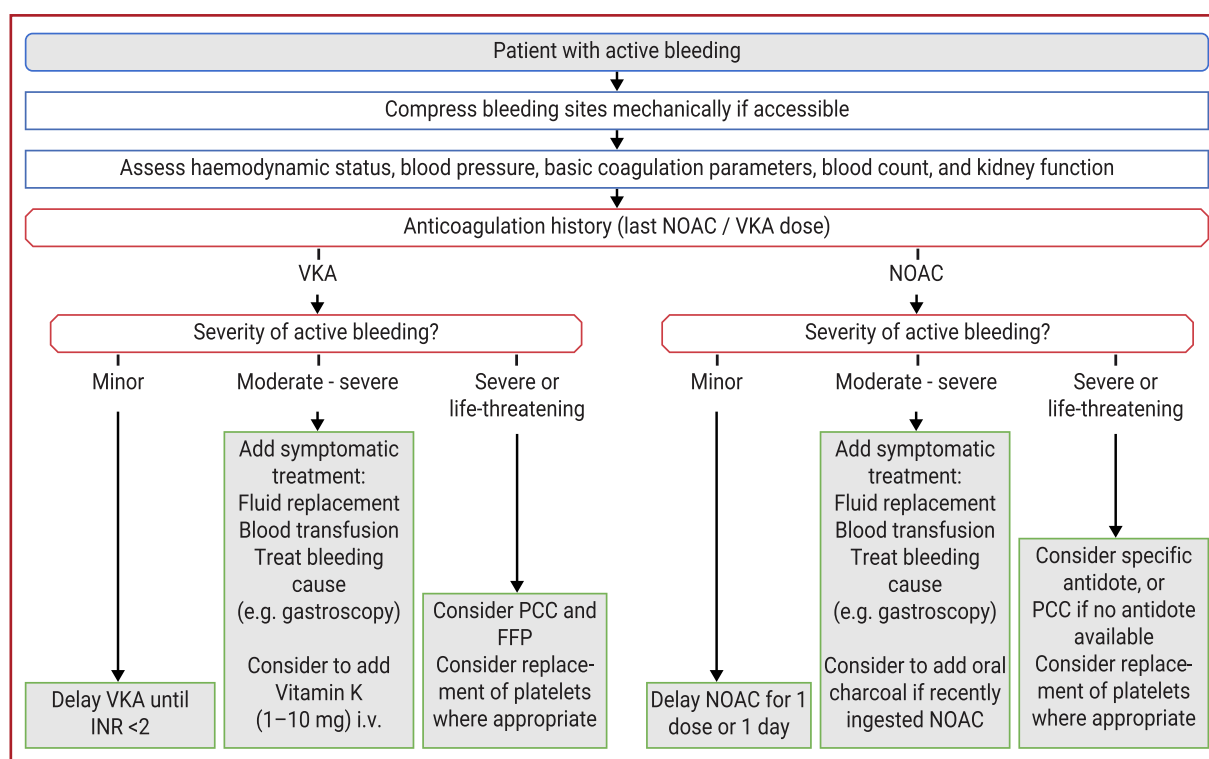 Patient with active bleeding
Compress bleeding sites mechanically if accessible
Assess haemodynamic status, blood pressure, basic coagulation parameters, blood count, and kidney function
Anticoagulation history (last NOAC / VKA dose)
VKA
Severity of active bleeding?
Minor
Delay VKA until
INR <2
Moderate - severe
Add symptomatic
treatment:
Fluid replacement
Blood transfusion
Treat bleeding
cause
(e.g. gastroscopy)
Consider to add
Vitamin K
(1–10 mg) i.v.
Severe or
life-threatening
Consider PCC and
FFP
Consider replace-
ment of platelets
where appropriate
NOAC
Severity of active bleeding?
Minor
Delay NOAC for 1
dose or 1 day
Moderate - severe
Add symptomatic
treatment:
Fluid replacement
Blood transfusion
Treat bleeding
cause
(e.g. gastroscopy)
Consider to add oral
charcoal if recently
ingested NOAC
Severe or
life-threatening
Consider specific
antidote, or
PCC if no antidote
available
Consider replace-
ment of platelets
where appropriate